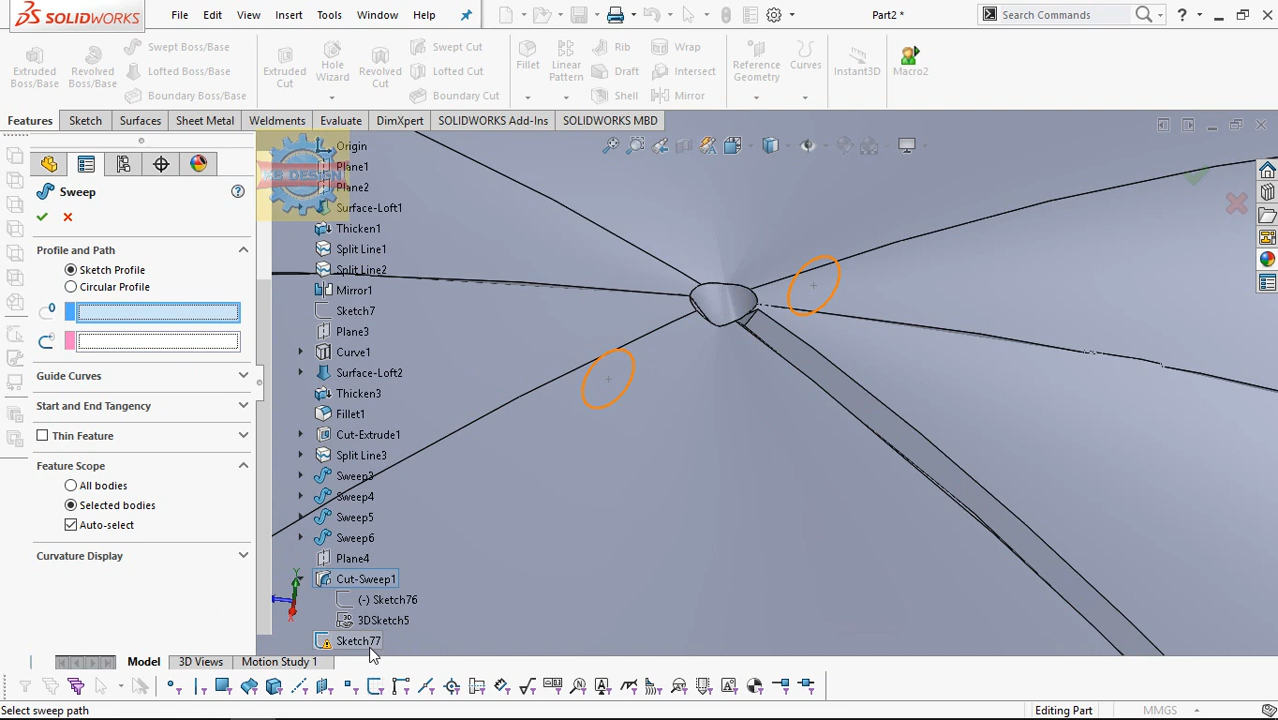 SOLIDWORKS File Edit View Insert Tools Window Help Part2 * Search Commands ?
Extruded Boss/Base Revolved Boss/Base Swept Boss/Base Lofted Boss/Base Boundary Boss/Base Extruded Cut Hole Wizard Revolved Cut Swept Cut Lofted Cut Boundary Cut Fillet Linear Pattern Rib Draft Shell Wrap Intersect Mirror Reference Geometry Curves Instant3D Macro2
Features Sketch Surfaces Sheet Metal Weldments Evaluate DimXpert SOLIDWORKS Add-Ins SOLIDWORKS MBD
Sweep ?
Profile and Path
Sketch Profile
Circular Profile
Guide Curves
Start and End Tangency
Thin Feature
Feature Scope
All bodies
Selected bodies
Auto-select
Curvature Display
Origin
Plane1
Plane2
Surface-Loft1
Thicken1
Split Line1
Split Line2
Mirror1
Sketch7
Plane3
Curve1
Surface-Loft2
Thicken3
Fillet1
Cut-Extrude1
Split Line3
Sweep3
Sweep4
Sweep5
Sweep6
Plane4
Cut-Sweep1
(-) Sketch76
3DSketch5
Sketch77
Model 3D Views Motion Study 1
Select sweep path Editing Part MMGS